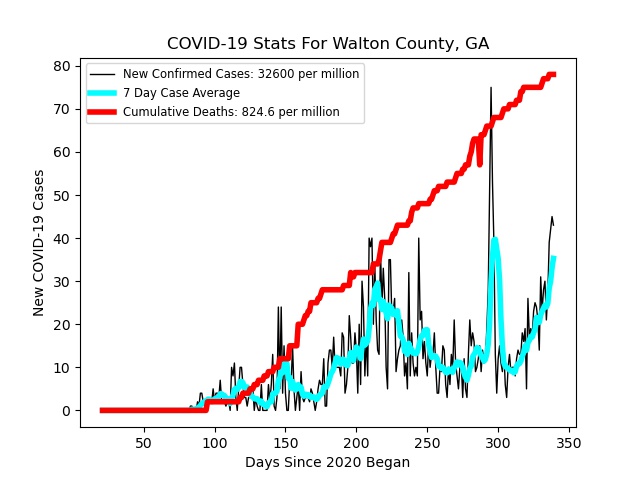 COVID-19 Stats For Walton County, GA
New Confirmed Cases: 32600 per million
7 Day Case Average
Cumulative Deaths: 824.6 per million
New COVID-19 Cases
80
70
60
50
40
30
20
10
0
50 100 150 200 250 300 350
Days Since 2020 Began